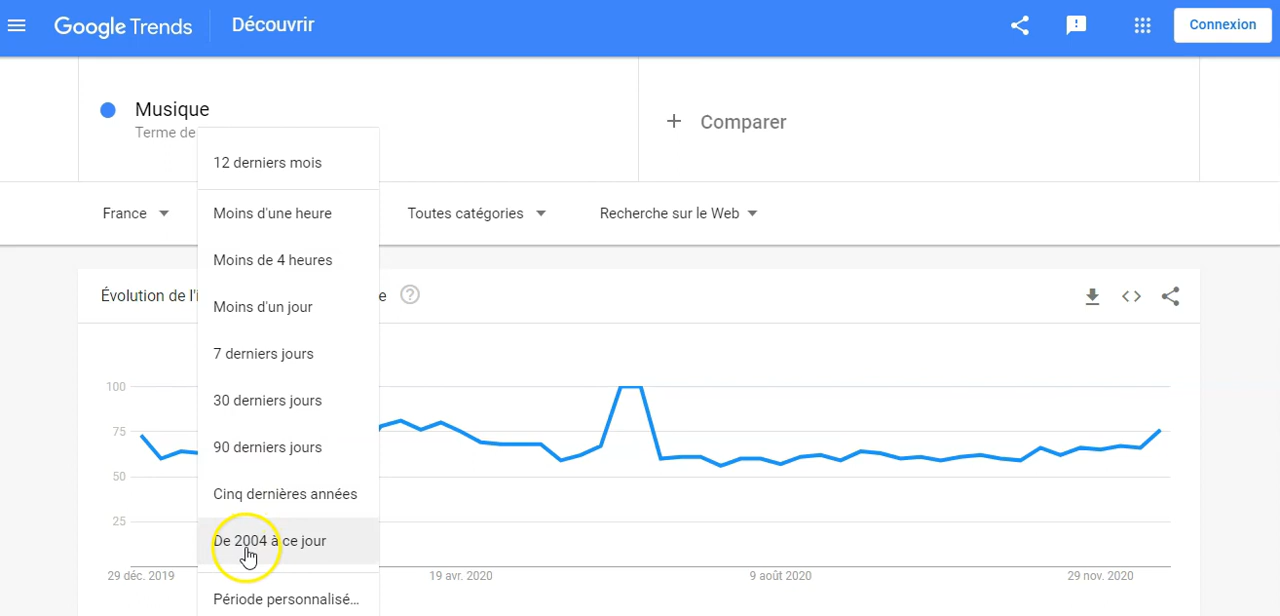 Google Trends
Découvrir
Connexion
Musique
Terme de
+ Comparer
12 derniers mois
France
Moins d'une heure
Toutes catégories
Recherche sur le Web
Moins de 4 heures
Évolution de l'i
e
Moins d'un jour
7 derniers jours
30 derniers jours
90 derniers jours
Cinq dernières années
De 2004 à ce jour
Période personnalisé...
100
75
50
25
29 déc. 2019
19 avr. 2020
9 août 2020
29 nov. 2020